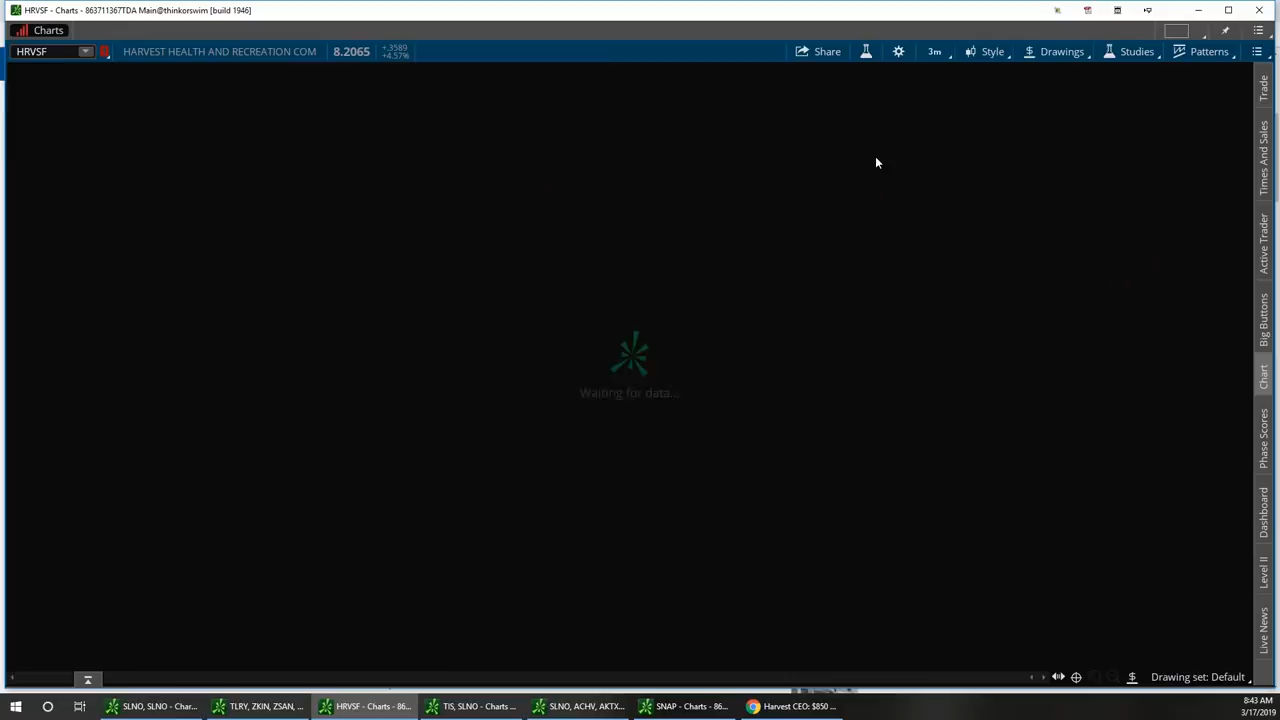 HRVSF - Charts - 863711367TDA Main@thinkorswim [build 1946]
Charts
HRVSF
HARVEST HEALTH AND RECREATION COM
8.2065
+.3589
+4.57%
Share
3m
Style
Drawings
Studies
Patterns
Trade
Times And Sales
Active Trader
Big Buttons
Chart
Phase Scores
Dashboard
Level II
Live News
Waiting for data...
Drawing set: Default
SLNO, SLNO - Char...
TLRY, ZKIN, ZSAN, ...
HRVSF - Charts - 86...
TIS, SLNO - Charts ...
SLNO, ACHV, AKTX...
SNAP - Charts - 86...
Harvest CEO: $850 ...
8:43 AM
3/17/2019